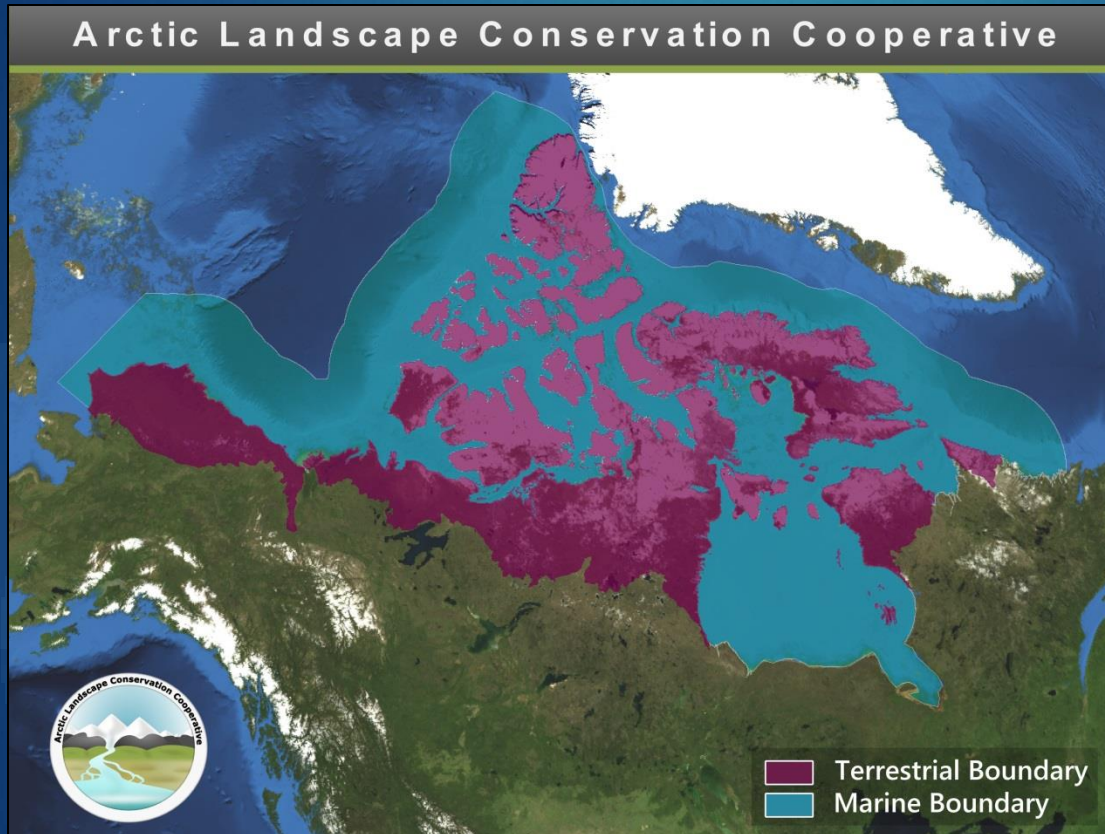 Arctic Landscape Conservation Cooperative
Arctic Landscape Conservation Cooperative
Terrestrial Boundary
Marine Boundary